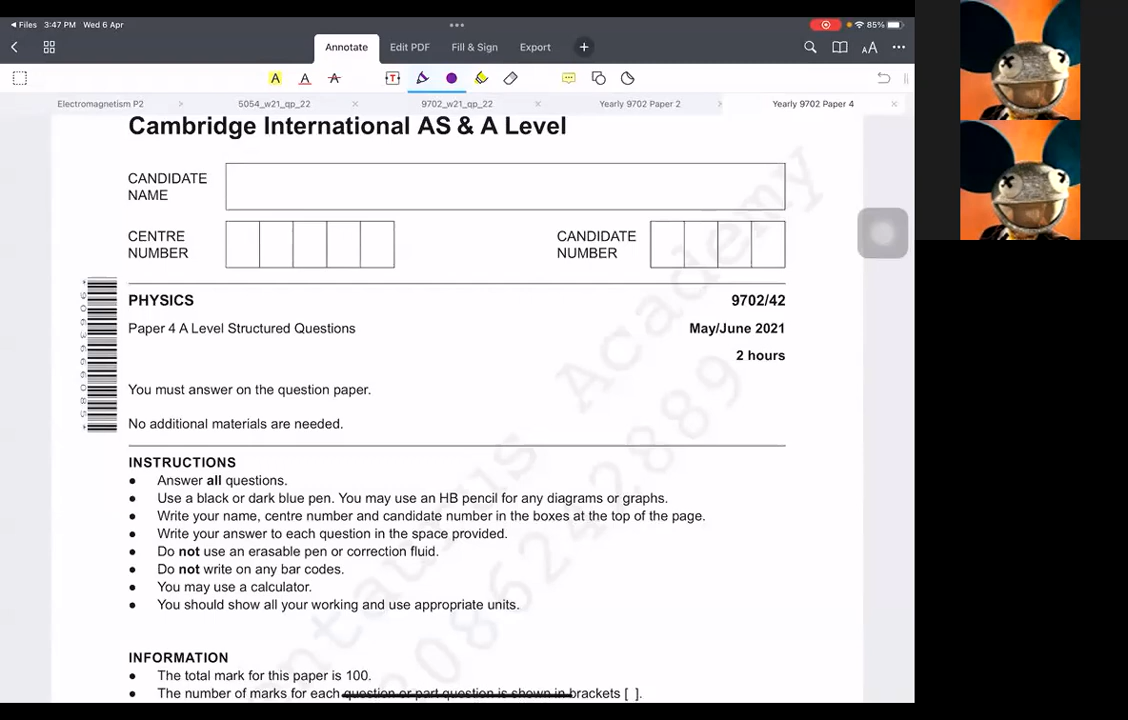 Files 3:47 PM Wed 6 Apr 85%
Annotate Edit PDF Fill & Sign Export
Electromagnetism P2 5054_w21_qp_22 9702_w21_qp_22 Yearly 9702 Paper 2 Yearly 9702 Paper 4
Cambridge International AS & A Level
CANDIDATE NAME
CENTRE NUMBER
CANDIDATE NUMBER
PHYSICS 9702/42
Paper 4 A Level Structured Questions May/June 2021
2 hours
You must answer on the question paper.
No additional materials are needed.
INSTRUCTIONS
● Answer all questions.
● Use a black or dark blue pen. You may use an HB pencil for any diagrams or graphs.
● Write your name, centre number and candidate number in the boxes at the top of the page.
● Write your answer to each question in the space provided.
● Do not use an erasable pen or correction fluid.
● Do not write on any bar codes.
● You may use a calculator.
● You should show all your working and use appropriate units.
INFORMATION
● The total mark for this paper is 100.
● The number of marks for each question or part question is shown in brackets [ ].
Academy